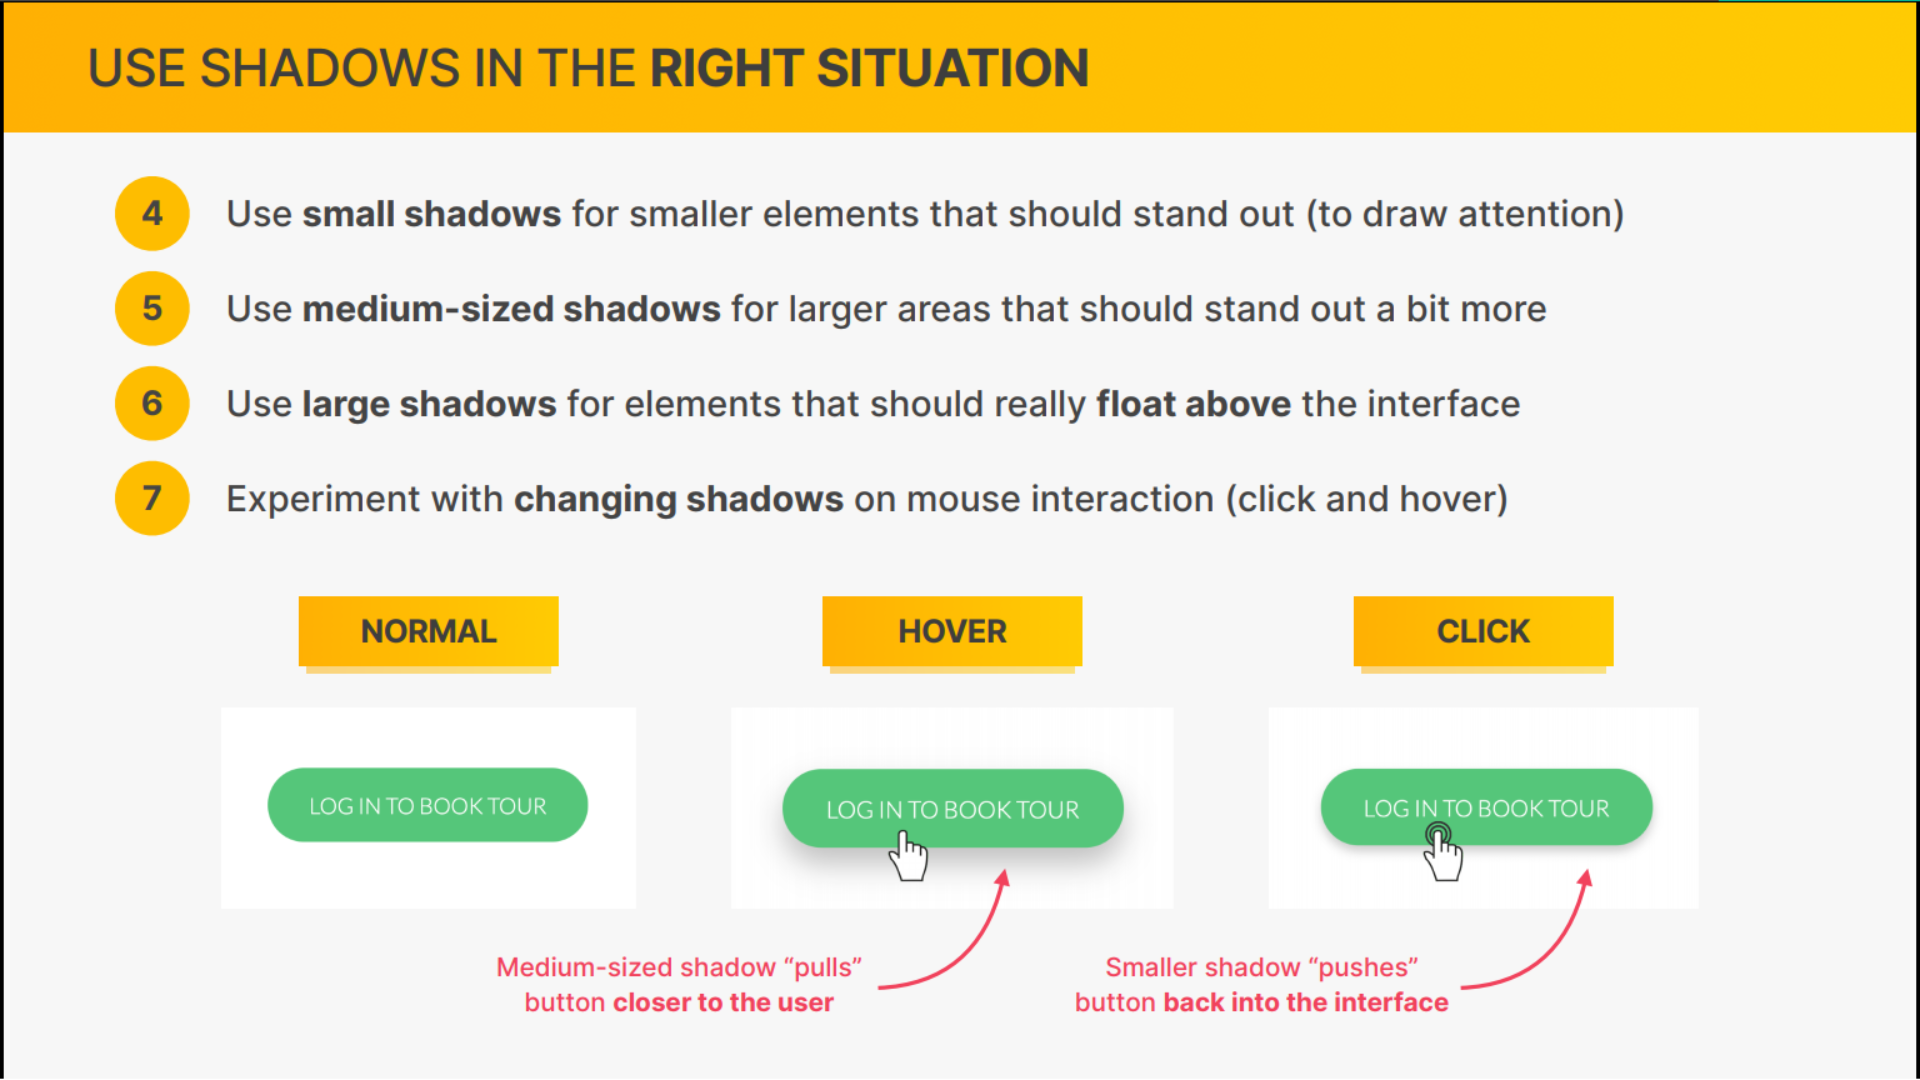 USE SHADOWS IN THE RIGHT SITUATION
4 Use small shadows for smaller elements that should stand out (to draw attention)
5 Use medium-sized shadows for larger areas that should stand out a bit more
6 Use large shadows for elements that should really float above the interface
7 Experiment with changing shadows on mouse interaction (click and hover)
NORMAL
HOVER
CLICK
LOG IN TO BOOK TOUR
LOG IN TO BOOK TOUR
LOG IN TO BOOK TOUR
Medium-sized shadow “pulls”
button closer to the user
Smaller shadow “pushes”
button back into the interface